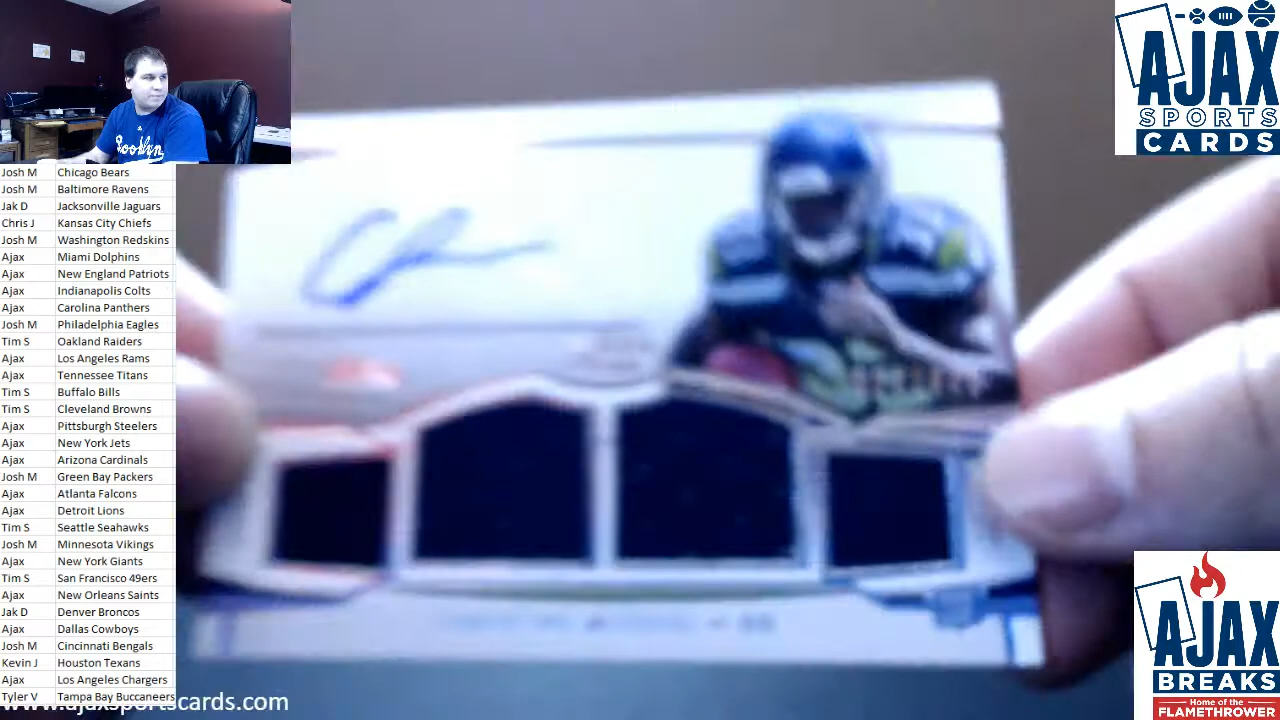 Brooklyn
AJAX
SPORTS
CARDS
Josh M Chicago Bears
Josh M Baltimore Ravens
Jak D Jacksonville Jaguars
Chris J Kansas City Chiefs
Josh M Washington Redskins
Ajax Miami Dolphins
Ajax New England Patriots
Ajax Indianapolis Colts
Ajax Carolina Panthers
Josh M Philadelphia Eagles
Tim S Oakland Raiders
Ajax Los Angeles Rams
Ajax Tennessee Titans
Tim S Buffalo Bills
Tim S Cleveland Browns
Ajax Pittsburgh Steelers
Ajax New York Jets
Ajax Arizona Cardinals
Josh M Green Bay Packers
Ajax Atlanta Falcons
Ajax Detroit Lions
Tim S Seattle Seahawks
Josh M Minnesota Vikings
Ajax New York Giants
Tim S San Francisco 49ers
Ajax New Orleans Saints
Jak D Denver Broncos
Ajax Dallas Cowboys
Josh M Cincinnati Bengals
Kevin J Houston Texans
Ajax Los Angeles Chargers
Tyler V Tampa Bay Buccaneers
www.ajaxsportscards.com
AJAX
BREAKS
Home of the
FLAMETHROWER